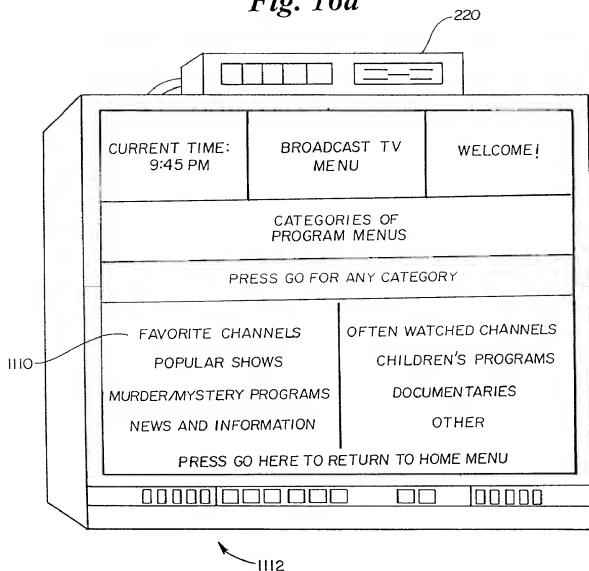 Fig. 16a
220
CURRENT TIME:
9:45 PM
BROADCAST TV
MENU
WELCOME!
CATEGORIES OF
PROGRAM MENUS
PRESS GO FOR ANY CATEGORY
1110
FAVORITE CHANNELS
POPULAR SHOWS
MURDER/MYSTERY PROGRAMS
NEWS AND INFORMATION
OFTEN WATCHED CHANNELS
CHILDREN'S PROGRAMS
DOCUMENTARIES
OTHER
PRESS GO HERE TO RETURN TO HOME MENU
1112